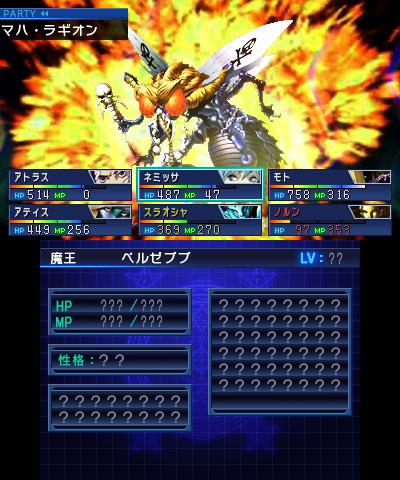 PARTY
マハ・ラギオン
アトラス
HP 514 MP 0
ネミッサ
HP 487 MP 47
モト
HP 758 MP 316
アティス
HP 449 MP 256
スラオシャ
HP 369 MP 270
ノルン
HP 97 MP 353
魔王 ベルゼブブ LV: ??
HP ??? / ???
MP ??? / ???
性格:??
????????
????????
????????
????????
????????
????????
????????
????????
????????